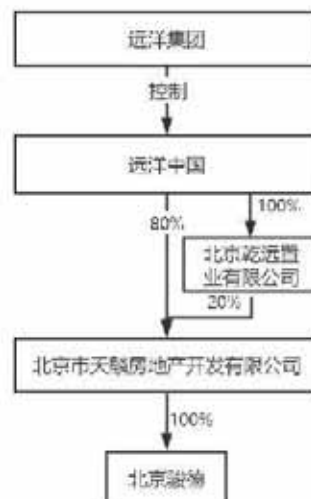 远洋集团
控制
远洋中国
100%
80%
北京乾远置
业有限公司
20%
北京市天麟房地产开发有限公司
100%
北京骏德